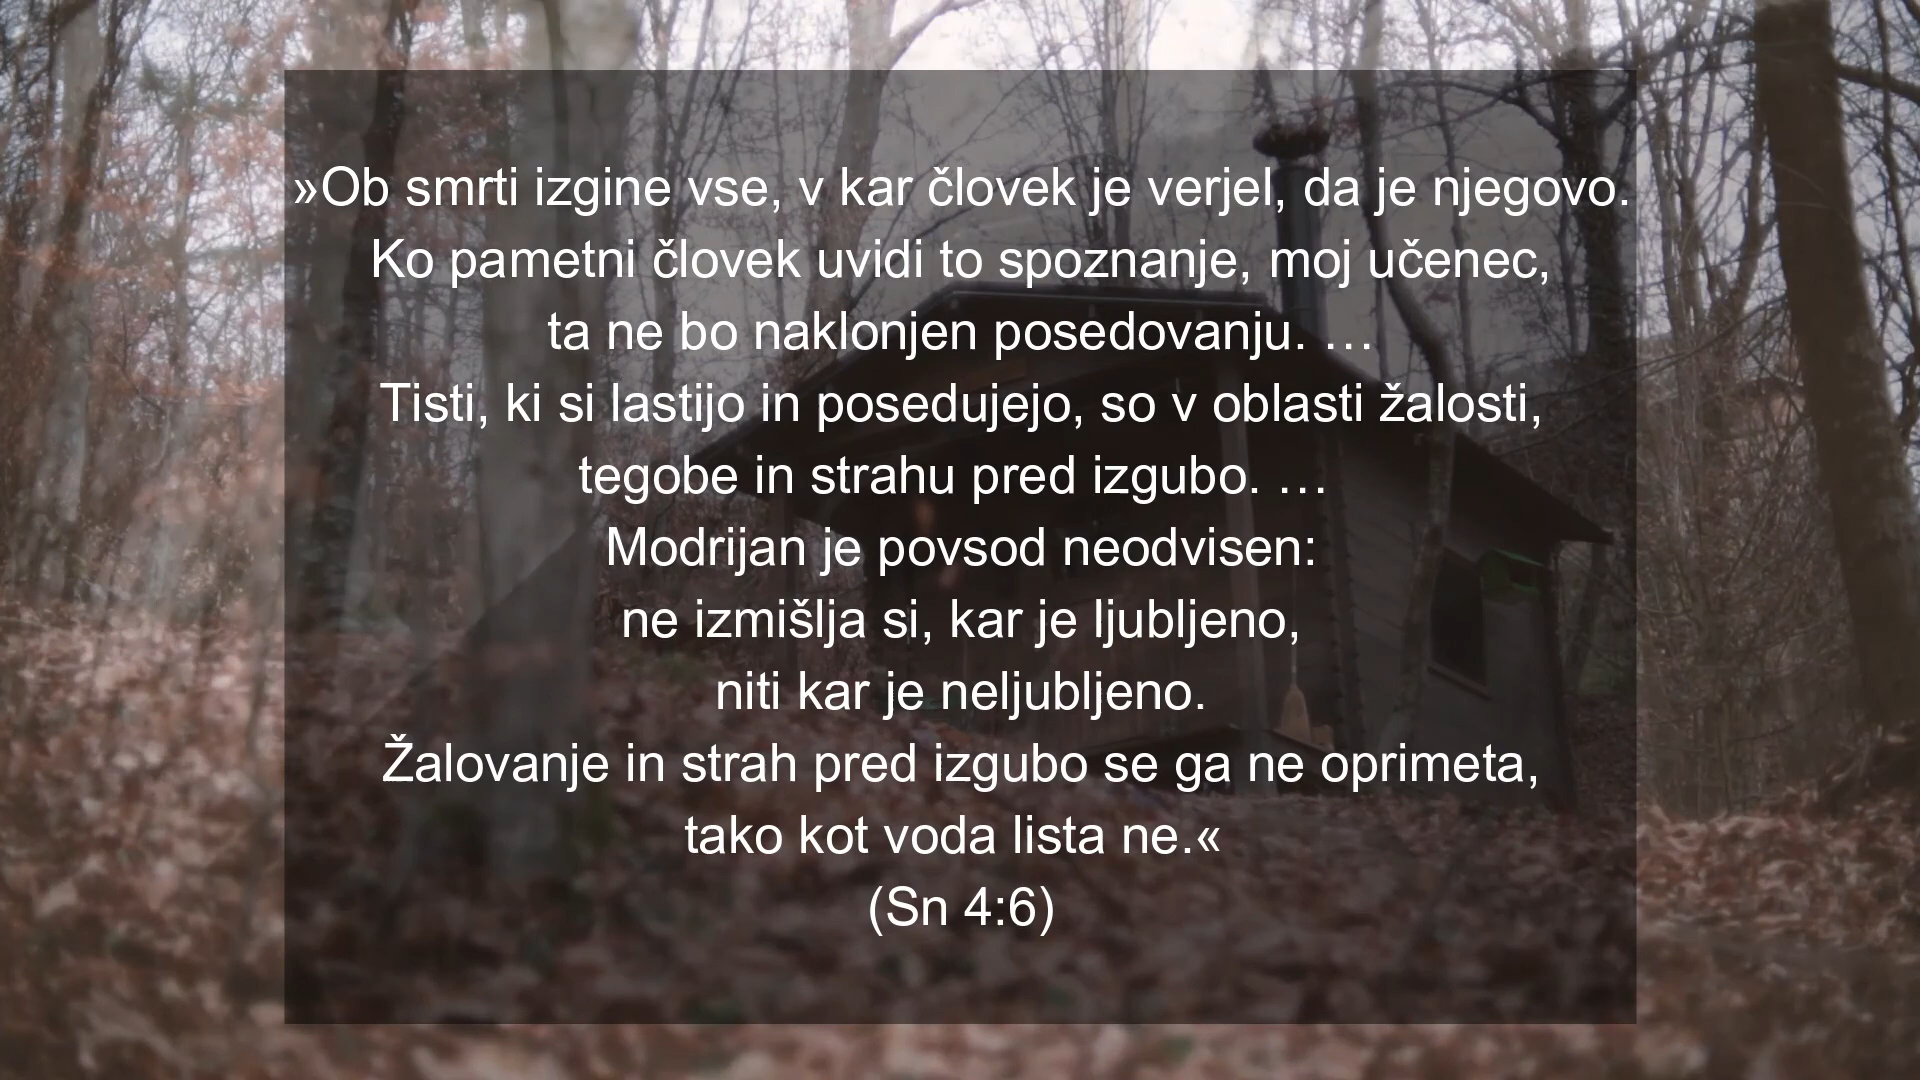 »Ob smrti izgine vse, v kar človek je verjel, da je njegovo.
Ko pametni človek uvidi to spoznanje, moj učenec,
ta ne bo naklonjen posedovanju. …
Tisti, ki si lastijo in posedujejo, so v oblasti žalosti,
tegobe in strahu pred izgubo. …
Modrijan je povsod neodvisen:
ne izmišlja si, kar je ljubljeno,
niti kar je neljubljeno.
Žalovanje in strah pred izgubo se ga ne oprimeta,
tako kot voda lista ne.«
(Sn 4:6)